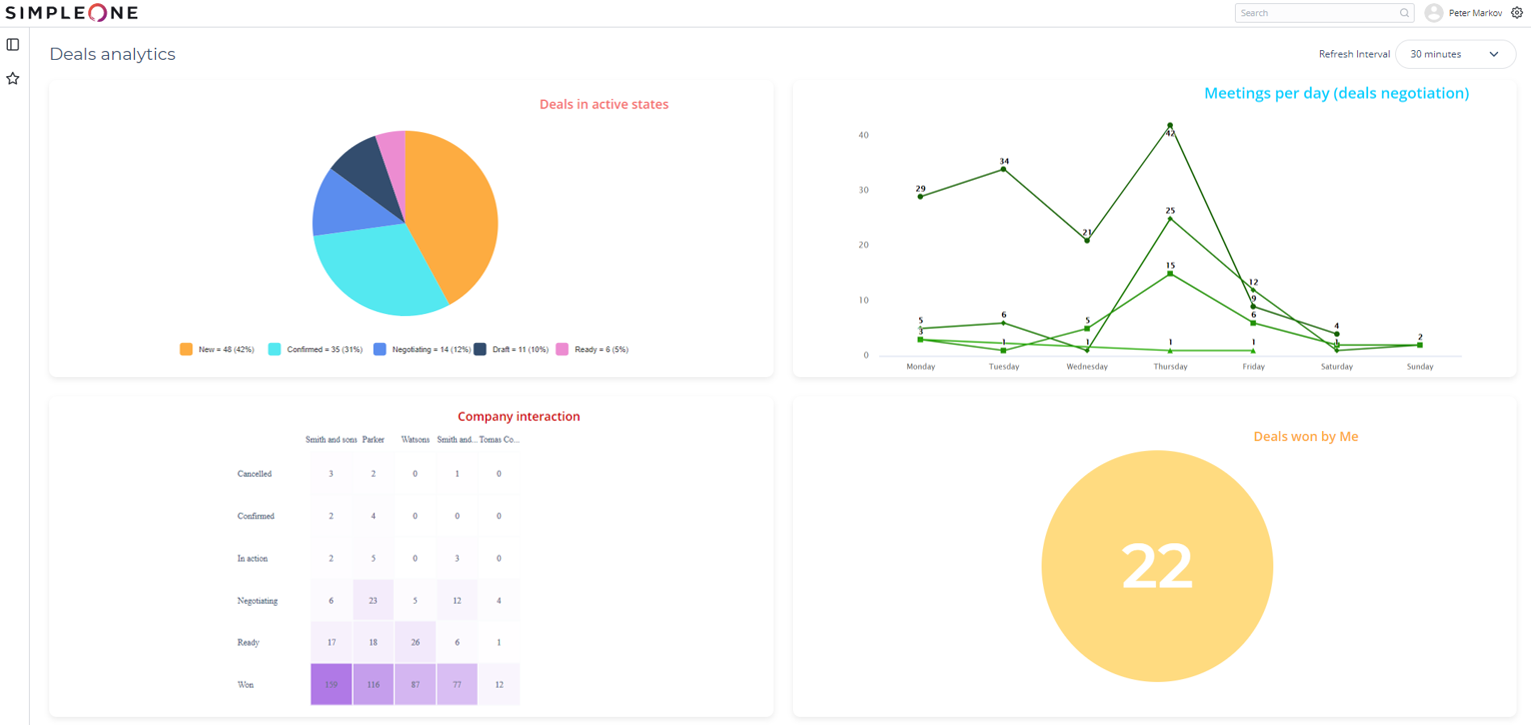 SIMPLEONE
Search
Peter Markov
Deals analytics
Refresh Interval
30 minutes
Deals in active states
New = 48 (42%) Confirmed = 35 (31%) Negotiating = 14 (12%) Draft = 11 (10%) Ready = 6 (5%)
Meetings per day (deals negotiation)
40
30
20
10
0
29 34 21 42 9 4
5 6 1 25 12 1 2
3 1 5 15 6
1 1
Monday Tuesday Wednesday Thursday Friday Saturday Sunday
Company interaction
Smith and sons Parker Watsons Smith and... Tomas Co...
Cancelled 3 2 0 1 0
Confirmed 2 4 0 0 0
In action 2 5 0 3 0
Negotiating 6 23 5 12 4
Ready 17 18 26 6 1
Won 159 116 87 77 12
Deals won by Me
22